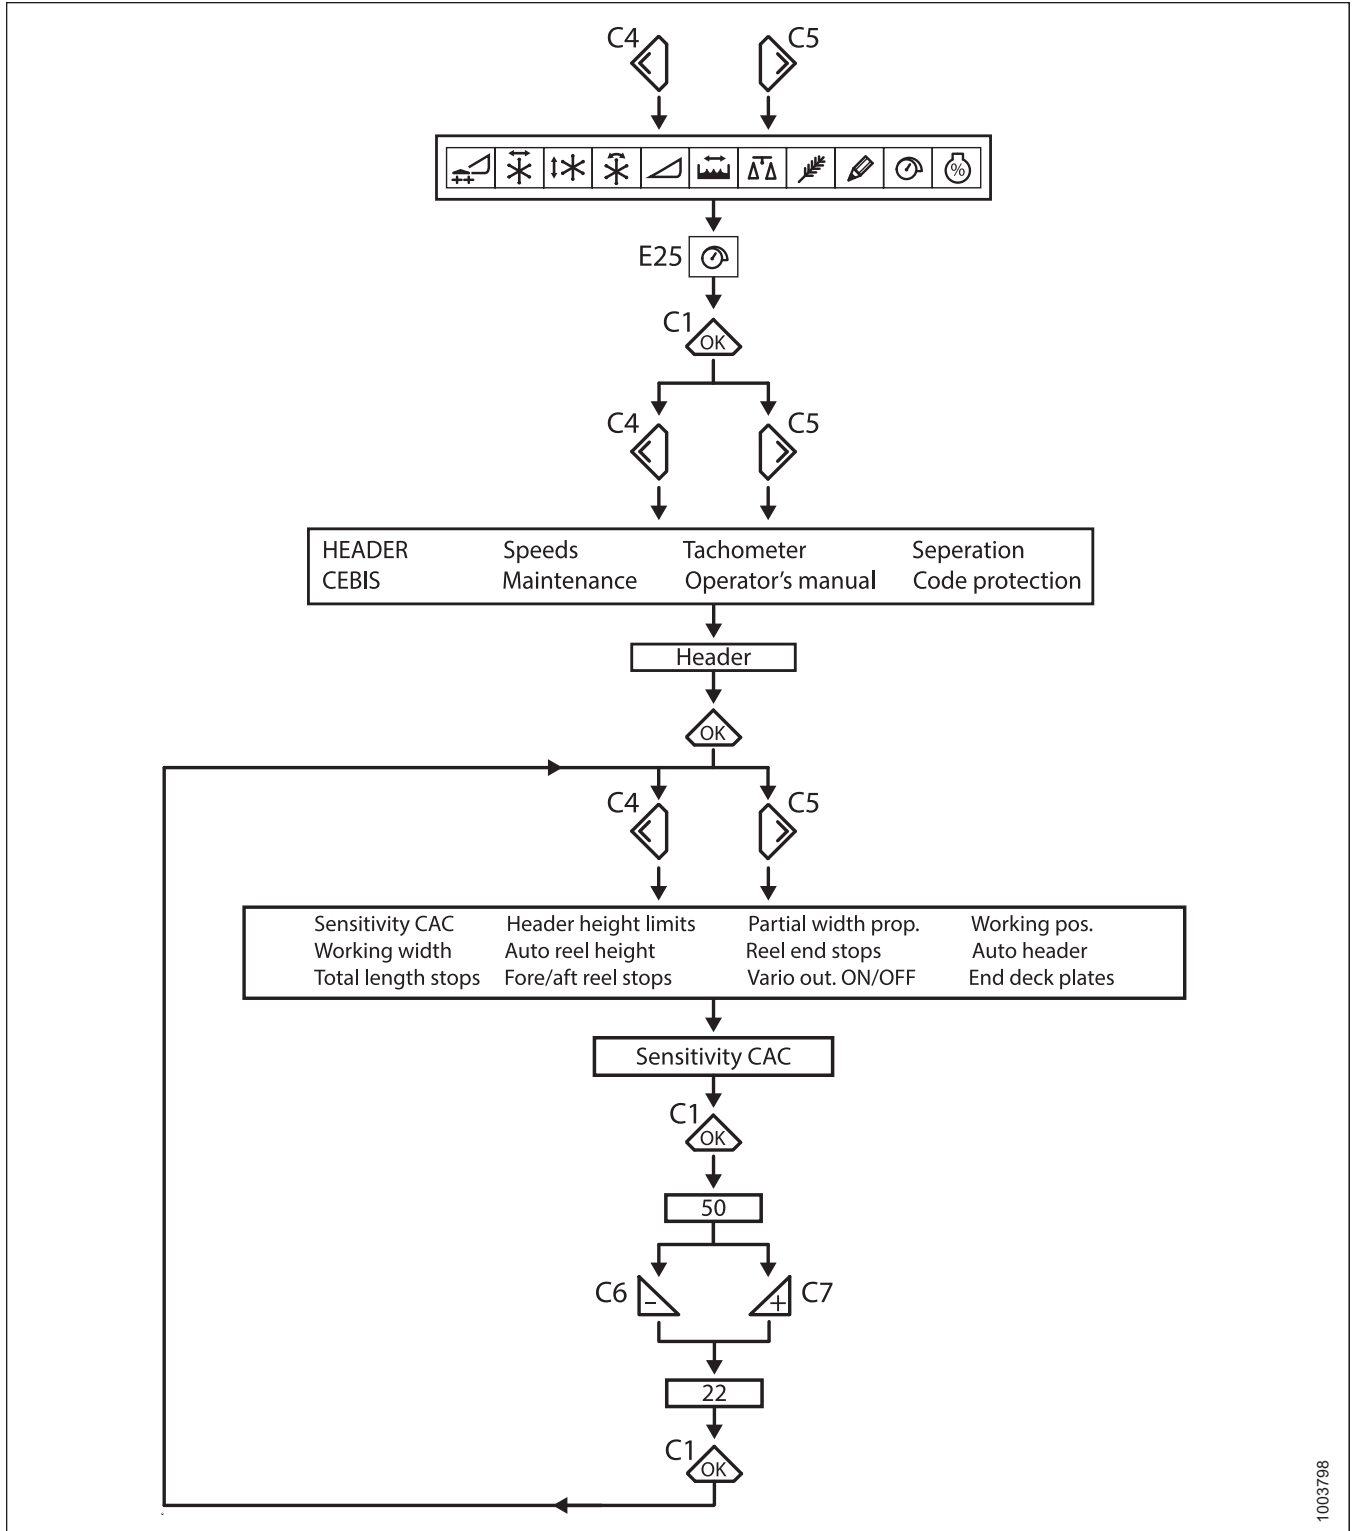 C4 C5
%
E25
C1
OK
C4 C5
HEADER Speeds Tachometer Seperation
CEBIS Maintenance Operator's manual Code protection
Header
OK
C4 C5
Sensitivity CAC Header height limits Partial width prop. Working pos.
Working width Auto reel height Reel end stops Auto header
Total length stops Fore/aft reel stops Vario out. ON/OFF End deck plates
Sensitivity CAC
C1
OK
50
C6 - + C7
22
C1
OK
1003798